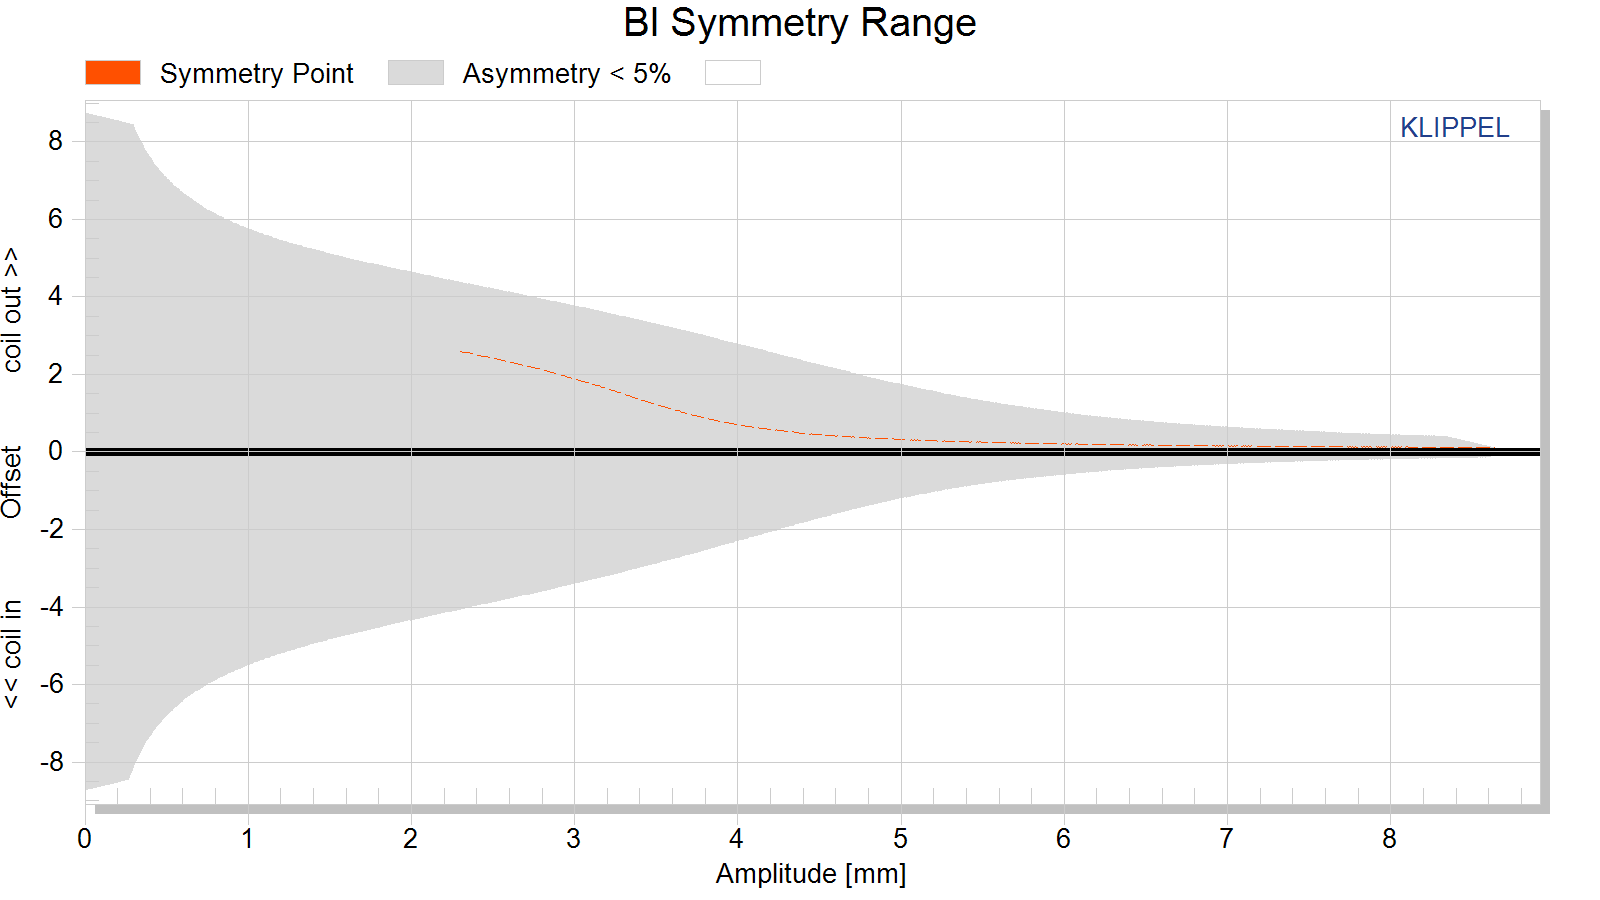 Bl Symmetry Range
Symmetry Point
Asymmetry < 5%
KLIPPEL
8
6
4
2
0
-2
-4
-6
-8
<< coil in
Offset
coil out >>
0 1 2 3 4 5 6 7 8
Amplitude [mm]